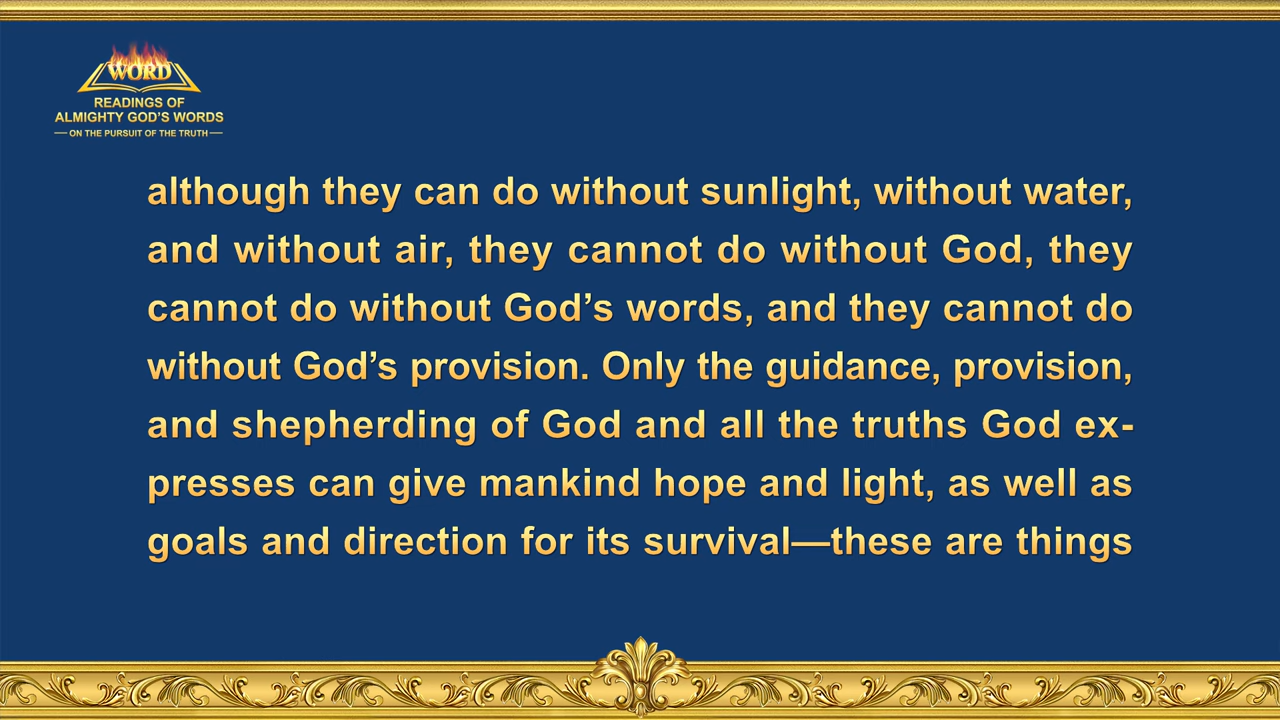 WORD
READINGS OF
ALMIGHTY GOD'S WORDS
— ON THE PURSUIT OF THE TRUTH —
although they can do without sunlight, without water,
and without air, they cannot do without God, they
cannot do without God’s words, and they cannot do
without God’s provision. Only the guidance, provision,
and shepherding of God and all the truths God ex-
presses can give mankind hope and light, as well as
goals and direction for its survival—these are things